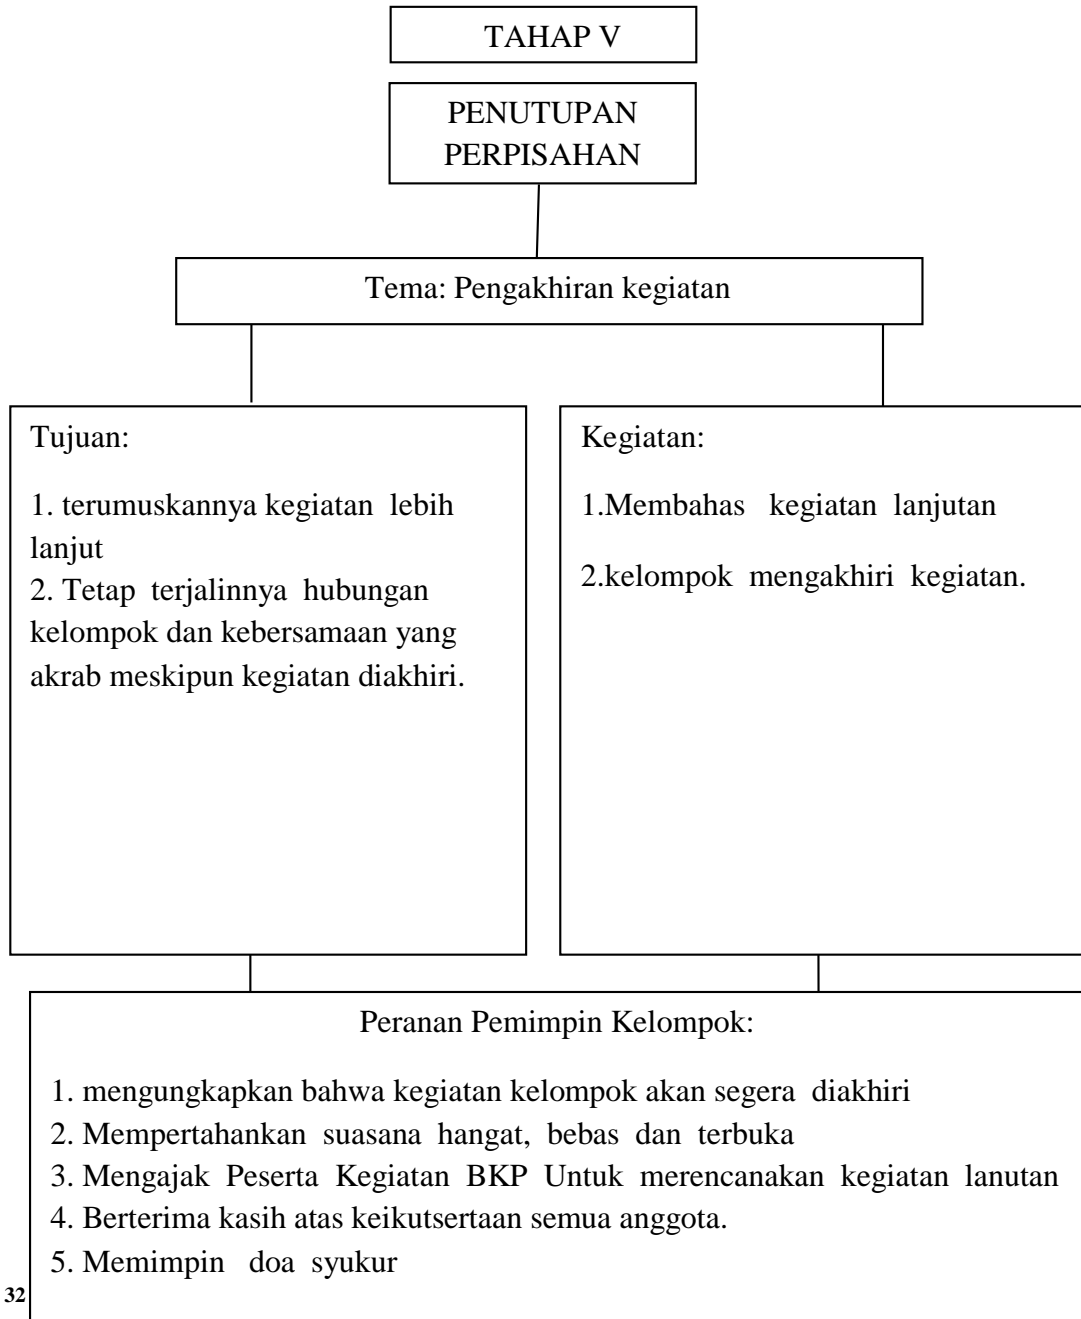 TAHAP V
PENUTUPAN
PERPISAHAN
Tema: Pengakhiran kegiatan
Tujuan:
1. terumuskannya kegiatan lebih
lanjut
2. Tetap terjalinnya hubungan
kelompok dan kebersamaan yang
akrab meskipun kegiatan diakhiri.
Kegiatan:
1.Membahas kegiatan lanjutan
2.kelompok mengakhiri kegiatan.
Peranan Pemimpin Kelompok:
1. mengungkapkan bahwa kegiatan kelompok akan segera diakhiri
2. Mempertahankan suasana hangat, bebas dan terbuka
3. Mengajak Peserta Kegiatan BKP Untuk merencanakan kegiatan lanutan
4. Berterima kasih atas keikutsertaan semua anggota.
5. Memimpin doa syukur
32